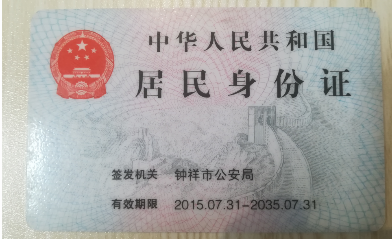 中华人民共和国
居民身份证
签发机关 钟祥市公安局
有效期限 2015.07.31-2035.07.31